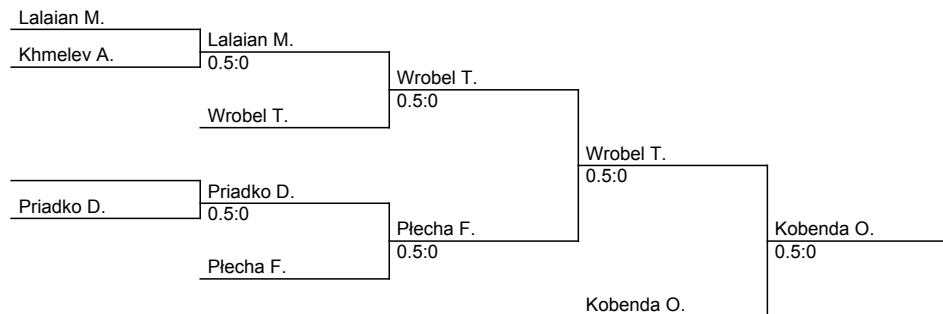 Lalaian M.
Khmelev A.
Lalaian M.
0.5:0
Wrobel T.
Wrobel T.
0.5:0
Priadko D.
Priadko D.
0.5:0
Płecha F.
Płecha F.
0.5:0
Wrobel T.
0.5:0
Kobenda O.
Kobenda O.
0.5:0